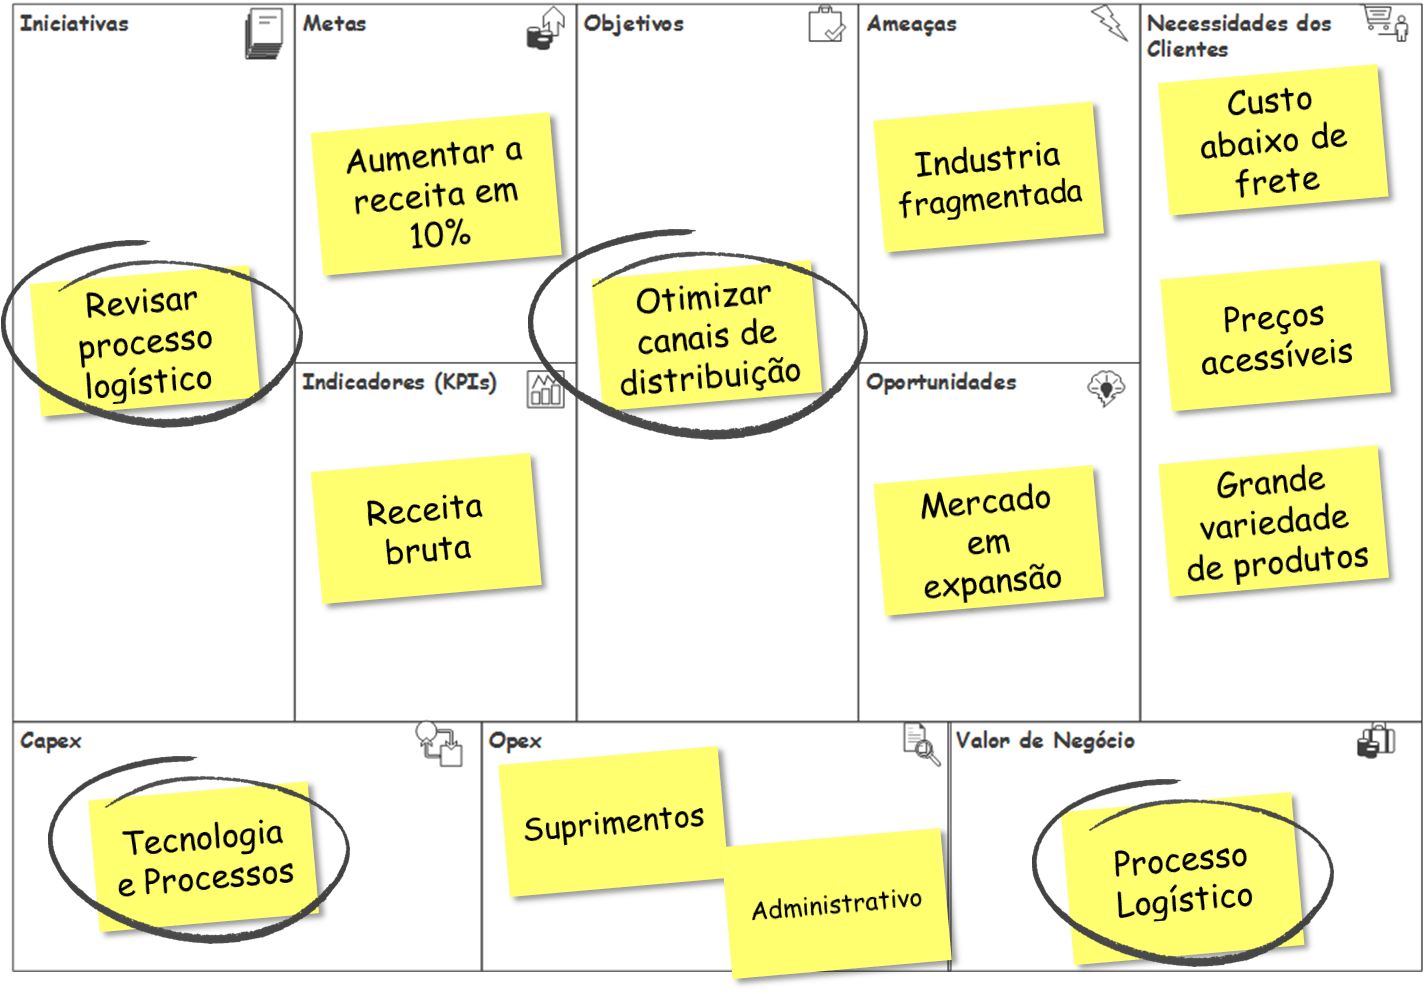 Iniciativas
Revisar
processo
logístico
Metas
Aumentar a
receita em
10%
Indicadores (KPIs)
Receita
bruta
Objetivos
Otimizar
canais de
distribuição
Ameaças
Industria
fragmentada
Oportunidades
Mercado
em
expansão
Necessidades dos
Clientes
Custo
abaixo de
frete
Preços
acessíveis
Grande
variedade
de produtos
Capex
Tecnologia
e Processos
Opex
Suprimentos
Administrativo
Valor de Negócio
Processo
Logístico